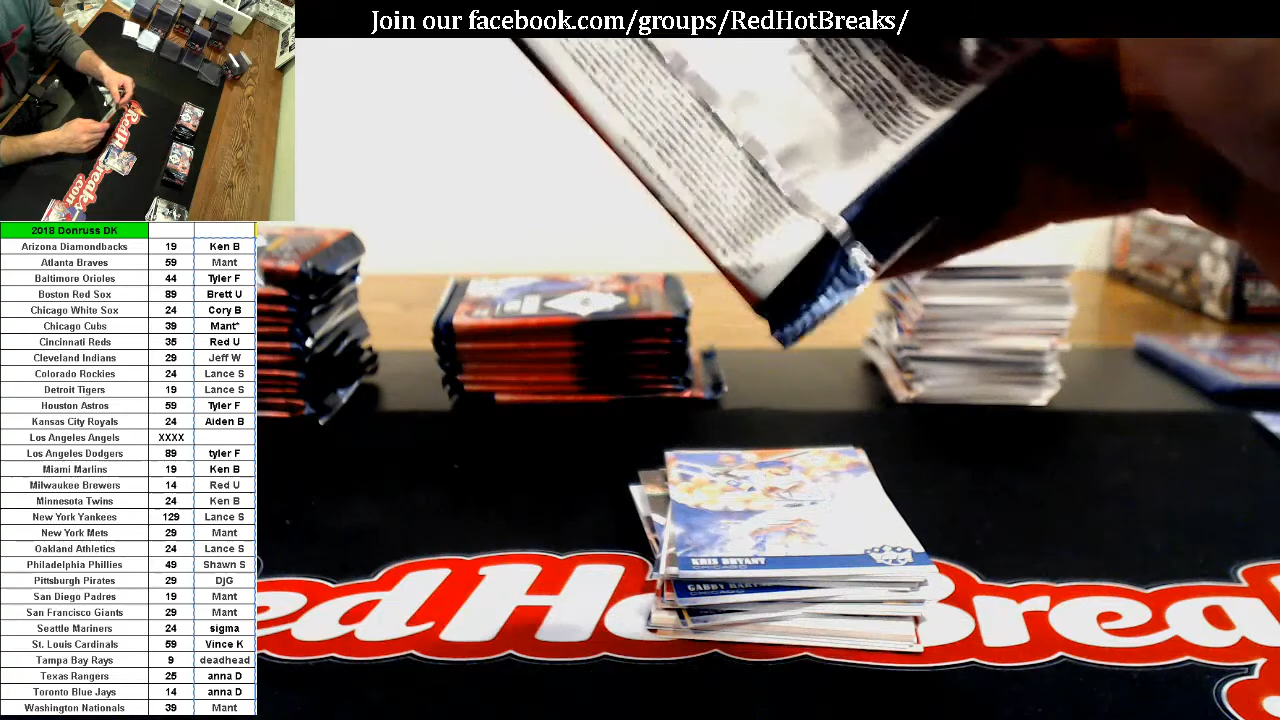 Join our facebook.com/groups/RedHotBreaks/
2018 Donruss DK
Arizona Diamondbacks 19 Ken B
Atlanta Braves 59 Mant
Baltimore Orioles 44 Tyler F
Boston Red Sox 89 Brett U
Chicago White Sox 24 Cory B
Chicago Cubs 39 Mant*
Cincinnati Reds 35 Red U
Cleveland Indians 29 Jeff W
Colorado Rockies 24 Lance S
Detroit Tigers 19 Lance S
Houston Astros 59 Tyler F
Kansas City Royals 24 Aiden B
Los Angeles Angels XXXX
Los Angeles Dodgers 89 tyler F
Miami Marlins 19 Ken B
Milwaukee Brewers 14 Red U
Minnesota Twins 24 Ken B
New York Yankees 129 Lance S
New York Mets 29 Mant
Oakland Athletics 24 Lance S
Philadelphia Phillies 49 Shawn S
Pittsburgh Pirates 29 DjG
San Diego Padres 19 Mant
San Francisco Giants 29 Mant
Seattle Mariners 24 sigma
St. Louis Cardinals 59 Vince K
Tampa Bay Rays 9 deadhead
Texas Rangers 25 anna D
Toronto Blue Jays 14 anna D
Washington Nationals 39 Mant
KRIS BRYANT
CHICAGO
GABBY
CHICAGO